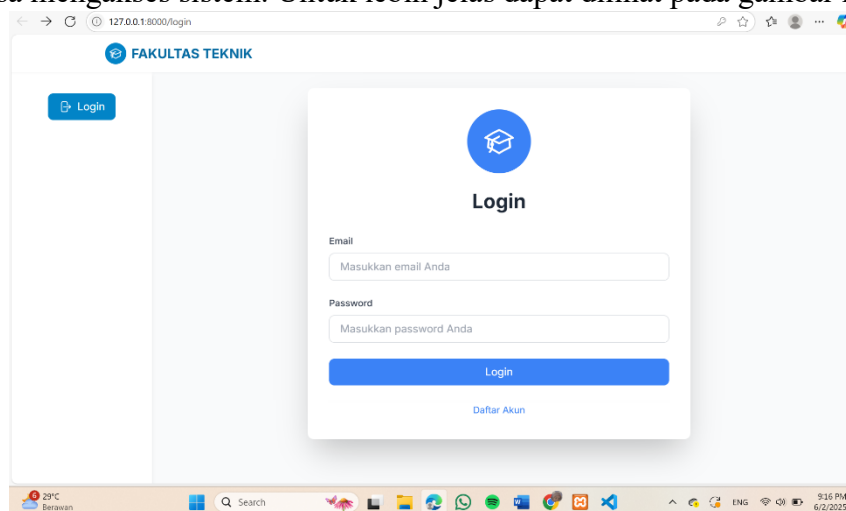 mengakses sistem. Untuk lebih jelas dapat dilihat pada gambar
127.0.0.1:8000/login
FAKULTAS TEKNIK
Login
Login
Email
Masukkan email Anda
Password
Masukkan password Anda
Login
Daftar Akun
6
29°C
Berawan
Search
ENG
9:16 PM
6/2/2025